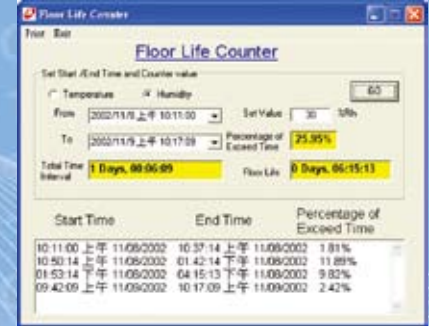 Floor Life Counter
Print Exit
Floor Life Counter
Set Start /End Time and Counter value
Temperature Humidity
GO
From 2002/11/8 上午 10:11:00 Set Value 30 %Rh
To 2002/11/9 上午 10:17:09 Percentage of Exceed Time 25.95%
Total Time Interval 1 Days, 00:06:09 Floor Life 0 Days, 06:15:13
Start Time End Time Percentage of Exceed Time
10:11:00 上午 11/08/2002 10:37:14 上午 11/08/2002 1.81%
10:50:14 上午 11/08/2002 01:42:14 下午 11/08/2002 11.89%
01:53:14 下午 11/08/2002 04:15:13 下午 11/08/2002 9.82%
09:42:09 上午 11/09/2002 10:17:09 上午 11/09/2002 2.42%